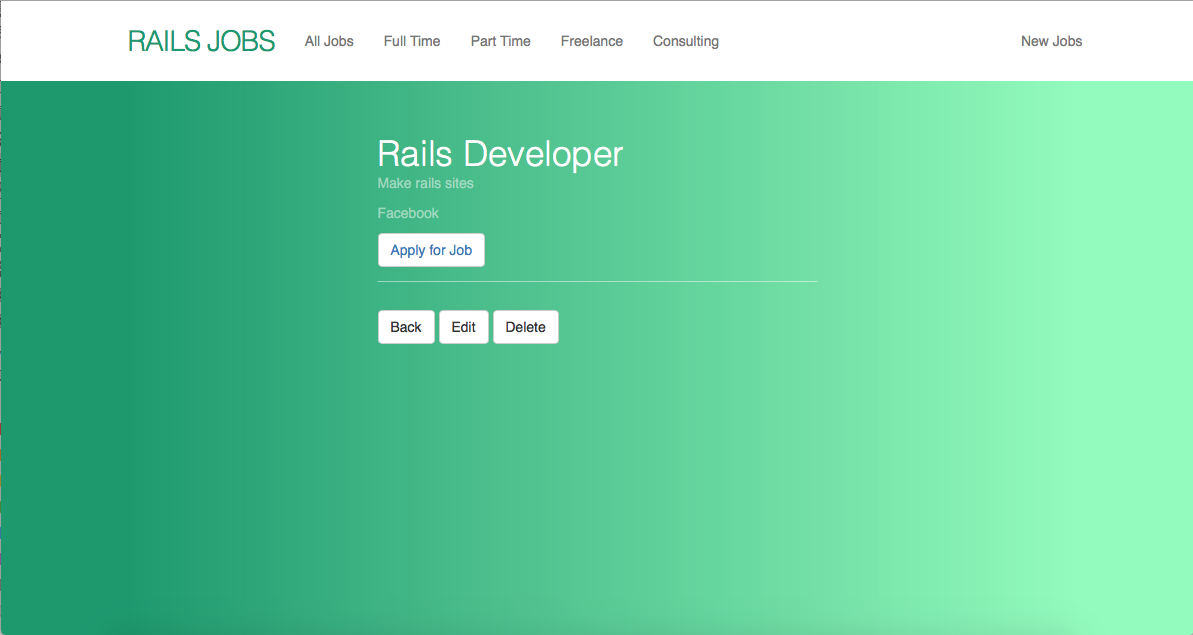 RAILS JOBS All Jobs Full Time Part Time Freelance Consulting New Jobs
Rails Developer
Make rails sites
Facebook
Apply for Job
Back Edit Delete